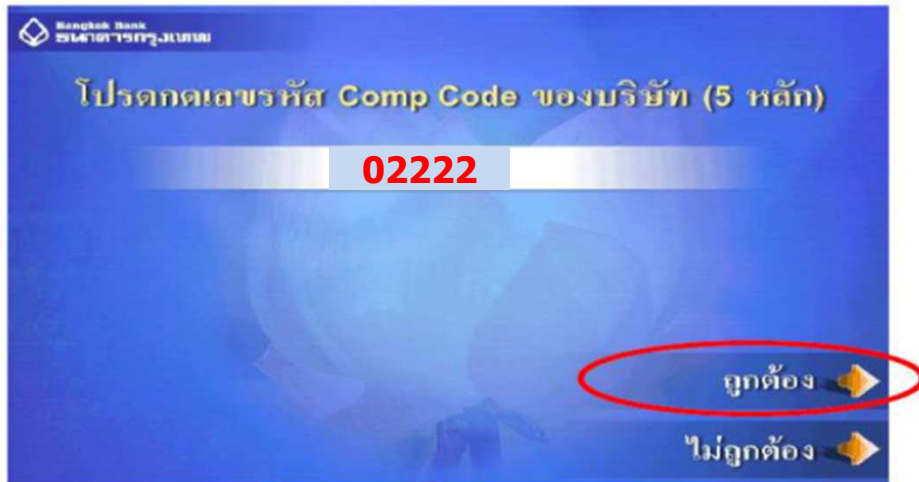 Bangkok Bank
ธนาคารกรุงเทพ
โปรดกดเลขรหัส Comp Code ของบริษัท (5 หลัก)
02222
ถูกต้อง
ไม่ถูกต้อง